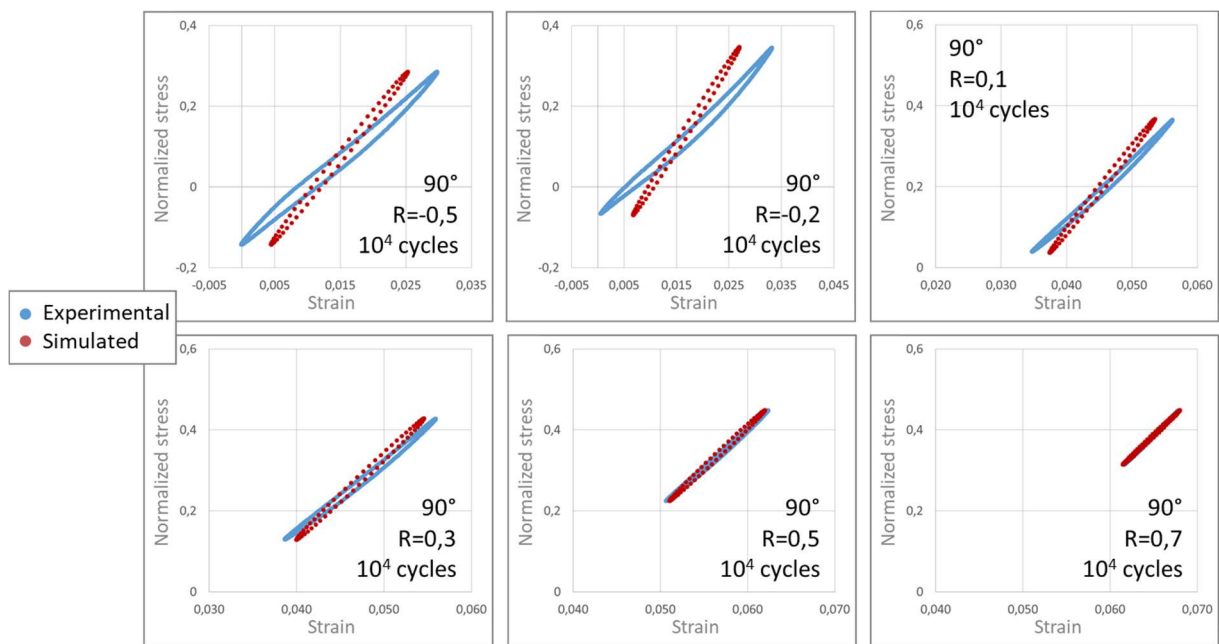 0,4
0,2
0
-0,2
-0,005
0,005
0,015
0,025
0,035
Normalized stress
Strain
90°
R=-0,5
10⁴ cycles
0,4
0,2
0
-0,2
-0,005
0,005
0,015
0,025
0,035
0,045
Normalized stress
Strain
90°
R=-0,2
10⁴ cycles
0,6
0,4
0,2
0
0,020
0,030
0,040
0,050
0,060
Normalized stress
Strain
90°
R=0,1
10⁴ cycles
Experimental
Simulated
0,6
0,4
0,2
0
0,030
0,040
0,050
0,060
Normalized stress
Strain
90°
R=0,3
10⁴ cycles
0,6
0,4
0,2
0
0,040
0,050
0,060
0,070
Normalized stress
Strain
90°
R=0,5
10⁴ cycles
0,6
0,4
0,2
0
0,040
0,050
0,060
0,070
Normalized stress
Strain
90°
R=0,7
10⁴ cycles